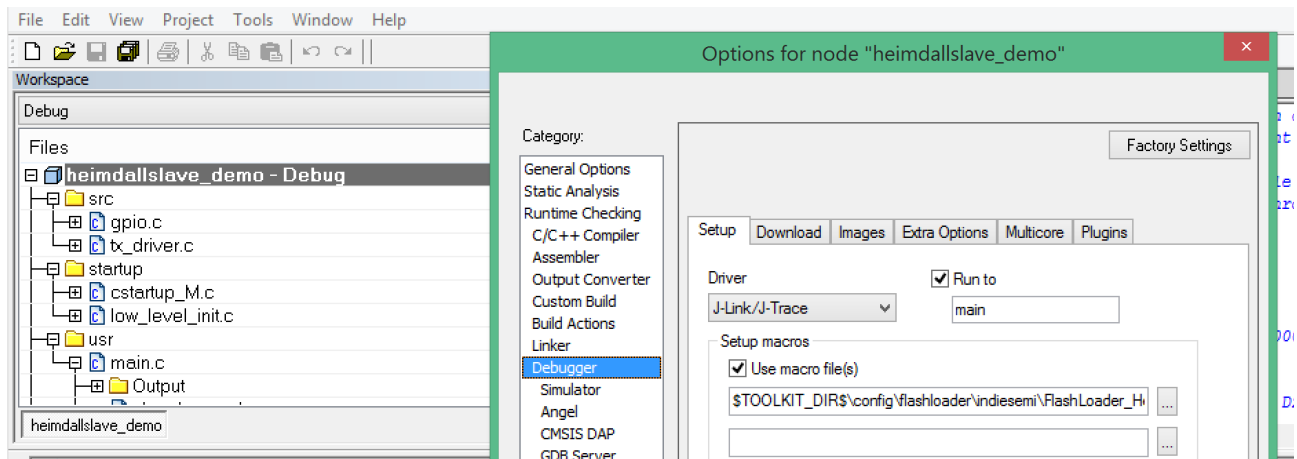 File Edit View Project Tools Window Help
Workspace
Debug
Files
heimdallslave_demo - Debug
src
gpio.c
tx_driver.c
startup
cstartup_M.c
low_level_init.c
usr
main.c
Output
heimdallslave_demo
Options for node "heimdallslave_demo"
Category:
Factory Settings
General Options
Static Analysis
Runtime Checking
C/C++ Compiler
Assembler
Output Converter
Custom Build
Build Actions
Linker
Debugger
Simulator
Angel
CMSIS DAP
GDB Server
Setup Download Images Extra Options Multicore Plugins
Driver
Run to
J-Link/J-Trace
main
Setup macros
Use macro file(s)
$TOOLKIT_DIR$\config\flashloader\indiesemi\FlashLoader_H
...
...